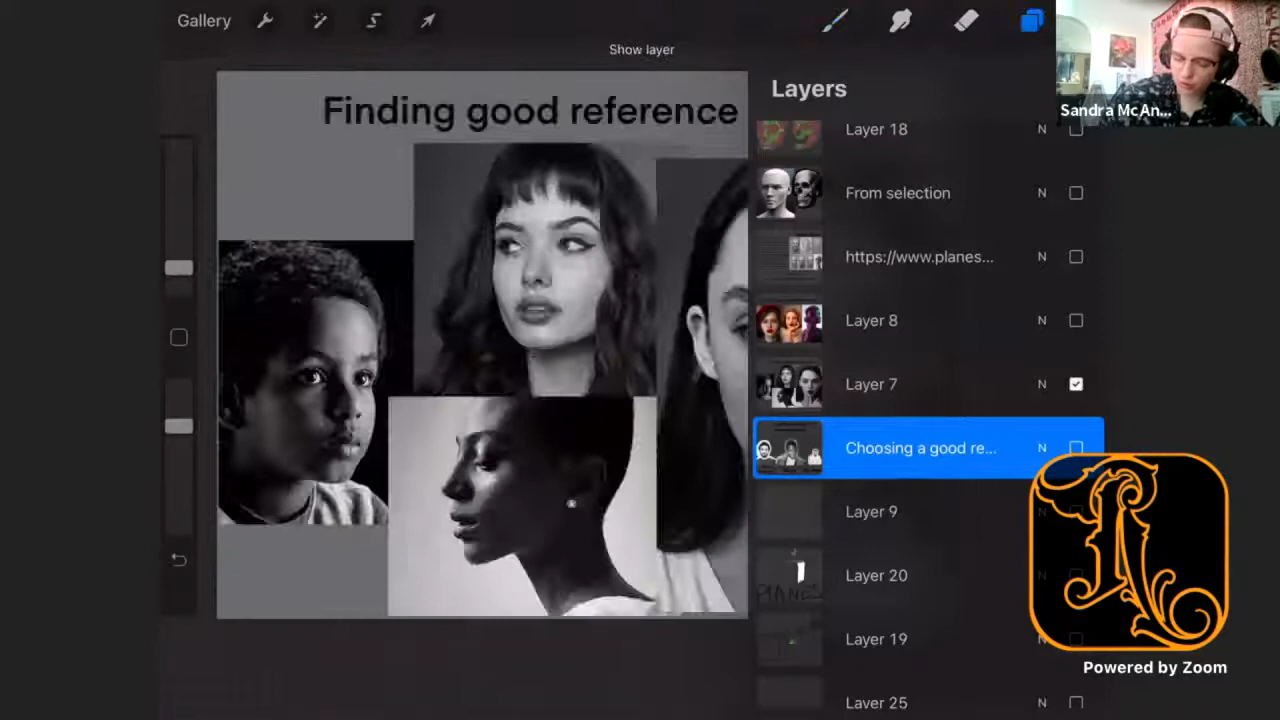 Gallery
Show layer
Finding good reference
Layers
Layer 18 N
From selection N
https://www.planes... N
Layer 8 N
Layer 7 N
Choosing a good re... N
Layer 9 N
Layer 20 N
PLANES
Layer 19 N
Layer 25 N
Sandra McAn...
Powered by Zoom